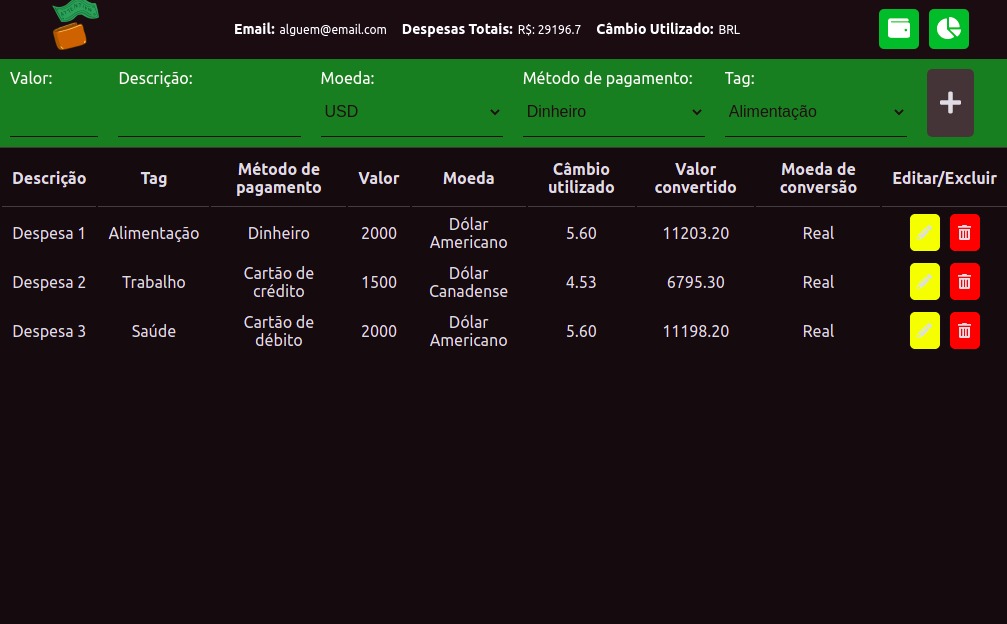 Email: alguem@email.com Despesas Totais: R$: 29196.7 Câmbio Utilizado: BRL
Valor: Descrição: Moeda: Método de pagamento: Tag:
USD Dinheiro Alimentação
Descrição Tag Método de pagamento Valor Moeda Câmbio utilizado Valor convertido Moeda de conversão Editar/Excluir
Despesa 1 Alimentação Dinheiro 2000 Dólar Americano 5.60 11203.20 Real
Despesa 2 Trabalho Cartão de crédito 1500 Dólar Canadense 4.53 6795.30 Real
Despesa 3 Saúde Cartão de débito 2000 Dólar Americano 5.60 11198.20 Real